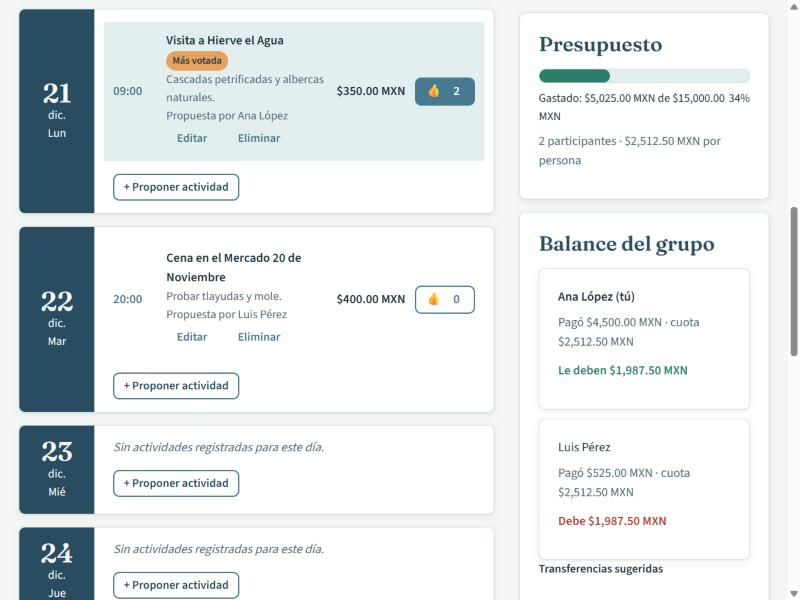 21
dic.
Lun
09:00
Visita a Hierve el Agua
Más votada
Cascadas petrificadas y albercas
naturales.
Propuesta por Ana López
Editar Eliminar
$350.00 MXN
👍 2
+ Proponer actividad
22
dic.
Mar
20:00
Cena en el Mercado 20 de
Noviembre
Probar tlayudas y mole.
Propuesta por Luis Pérez
Editar Eliminar
$400.00 MXN
👍 0
+ Proponer actividad
23
dic.
Mié
Sin actividades registradas para este día.
+ Proponer actividad
24
dic.
Jue
Sin actividades registradas para este día.
+ Proponer actividad
Presupuesto
Gastado: $5,025.00 MXN de $15,000.00 34%
MXN
2 participantes · $2,512.50 MXN por
persona
Balance del grupo
Ana López (tú)
Pagó $4,500.00 MXN · cuota
$2,512.50 MXN
Le deben $1,987.50 MXN
Luis Pérez
Pagó $525.00 MXN · cuota
$2,512.50 MXN
Debe $1,987.50 MXN
Transferencias sugeridas